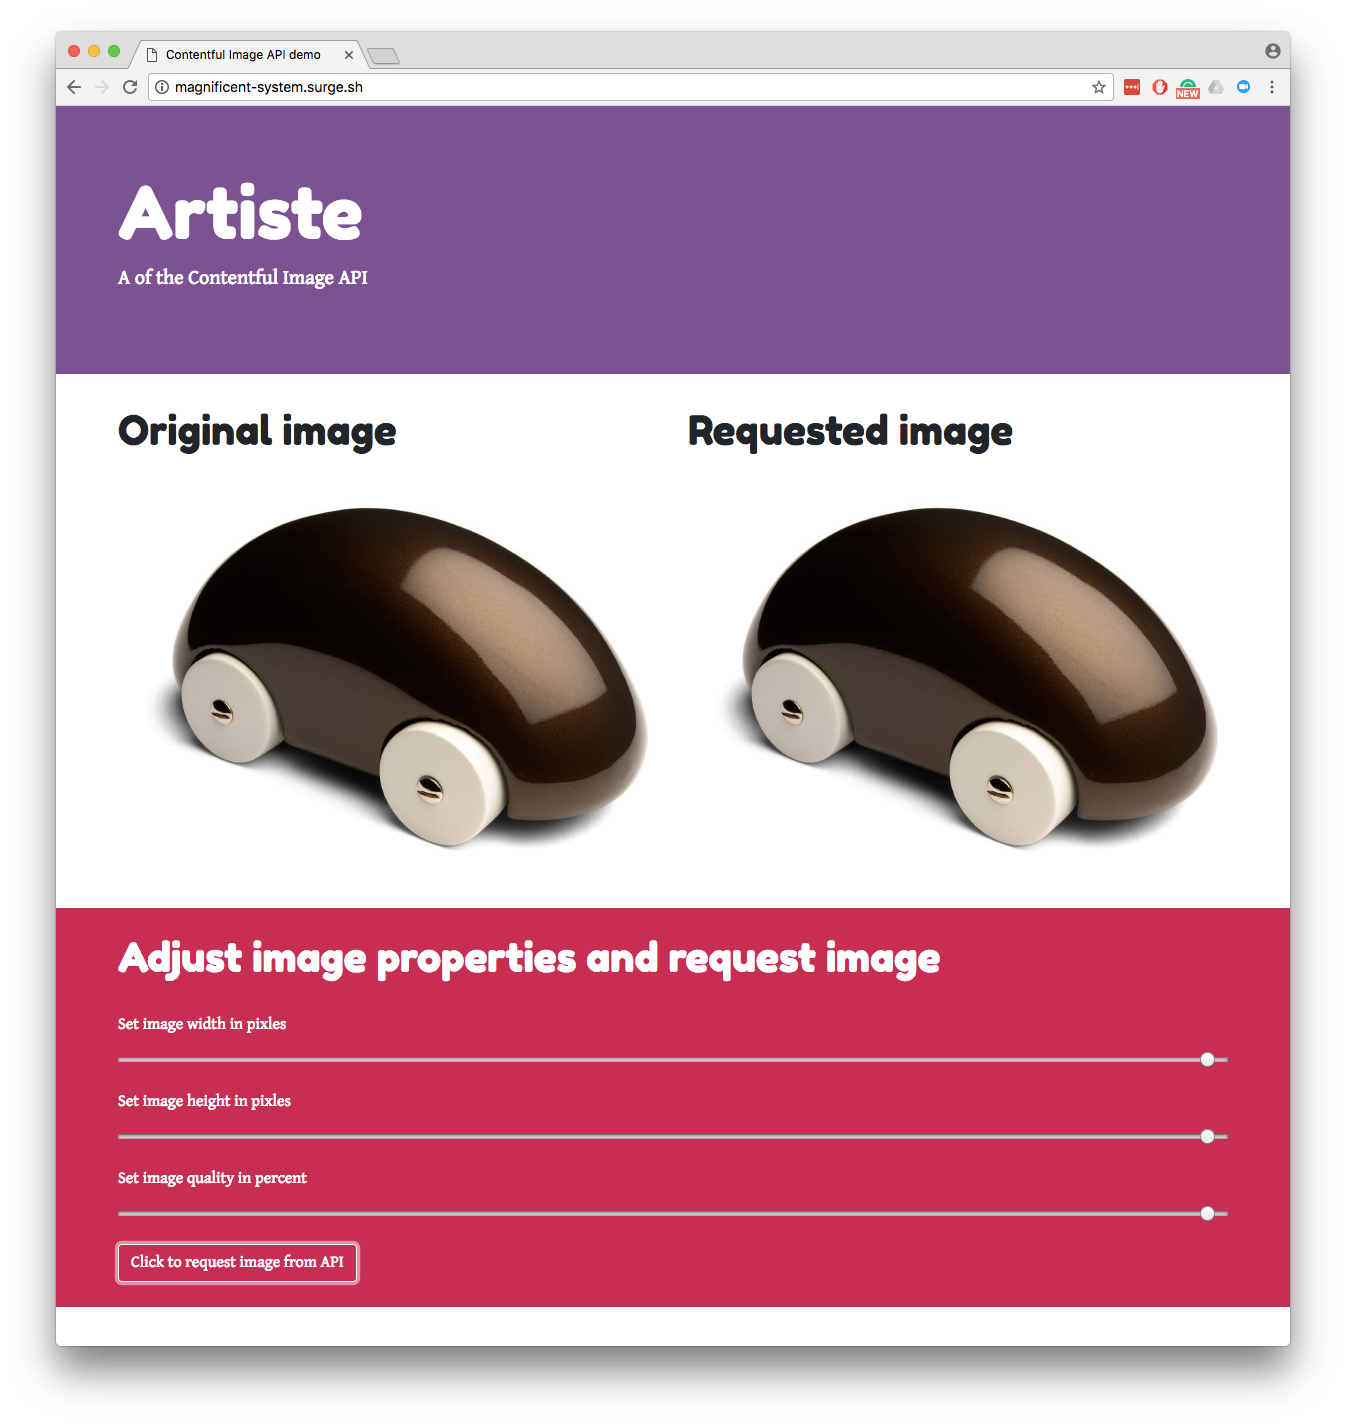 Contentful Image API demo
magnificent-system.surge.sh
NEW
Artiste
A of the Contentful Image API
Original image
Requested image
Adjust image properties and request image
Set image width in pixles
Set image height in pixles
Set image quality in percent
Click to request image from API